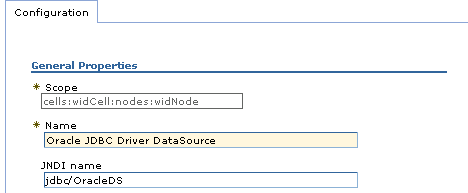 Configuration
General Properties
* Scope
cells:widCell:nodes:widNode
* Name
Oracle JDBC Driver DataSource
JNDI name
jdbc/OracleDS